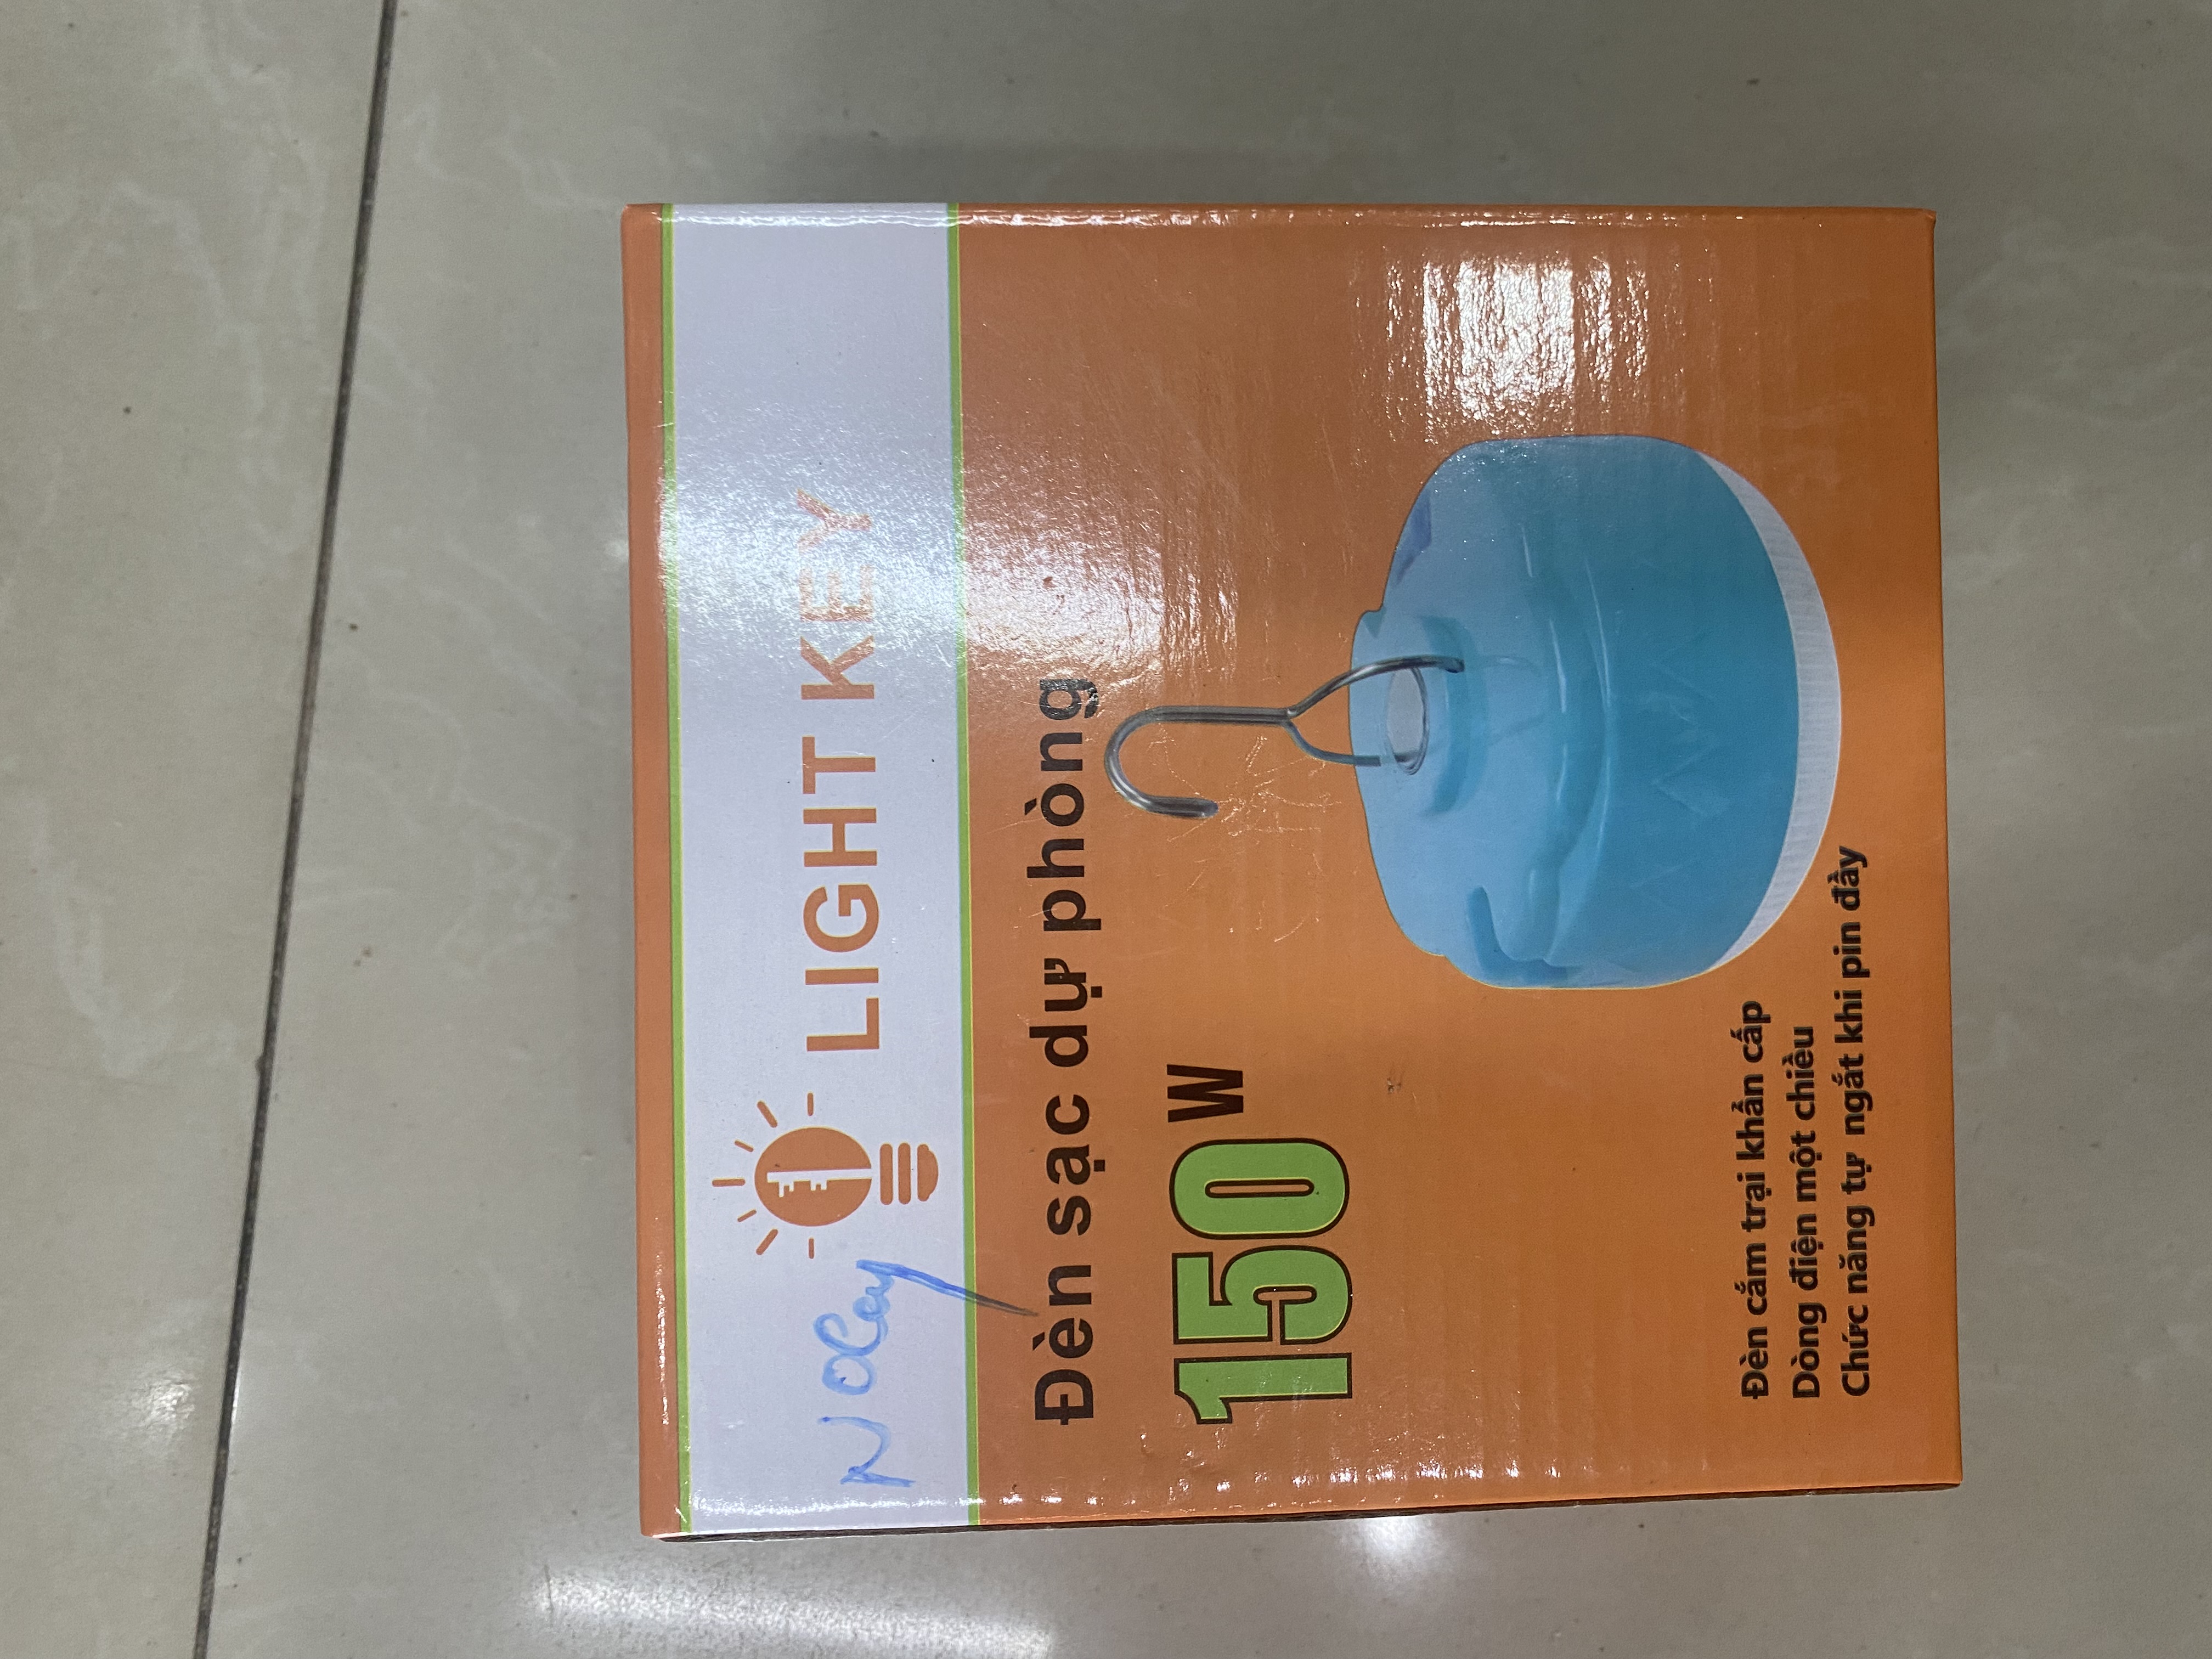 LIGHT KEY
Đèn sạc dự phòng
150 W
Đèn cắm trại khẩn cấp
Dòng điện một chiều
Chức năng tự ngắt khi pin đầy